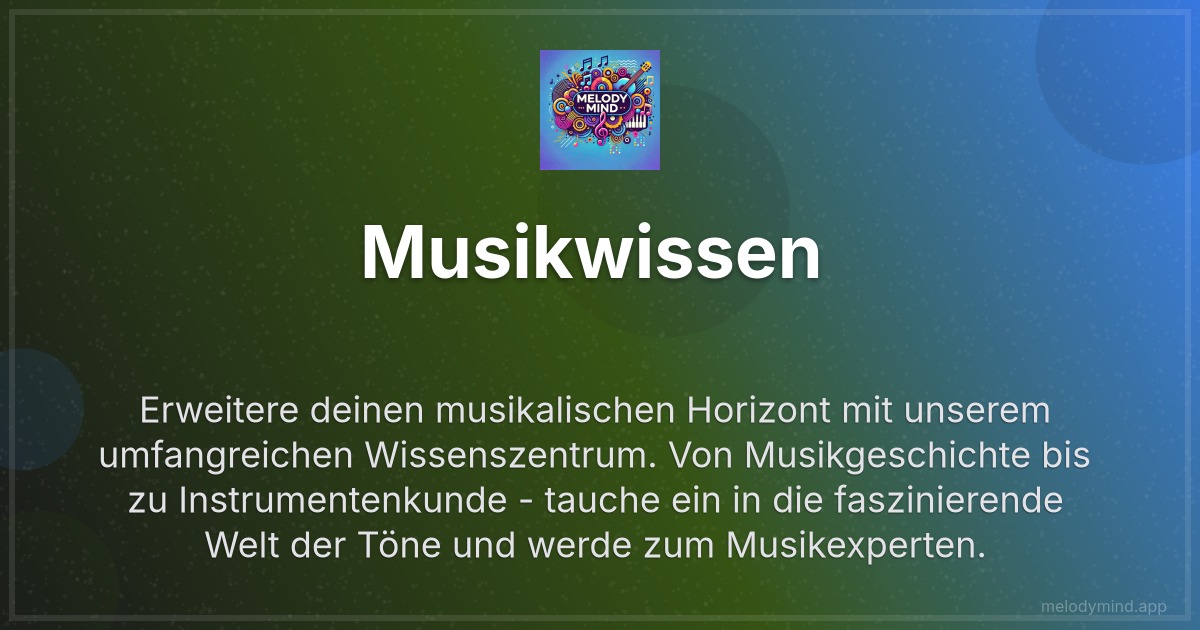 MELODY
MIND
Musikwissen
Erweitere deinen musikalischen Horizont mit unserem
umfangreichen Wissenszentrum. Von Musikgeschichte bis
zu Instrumentenkunde - tauche ein in die faszinierende
Welt der Töne und werde zum Musikexperten.
melodymind.app